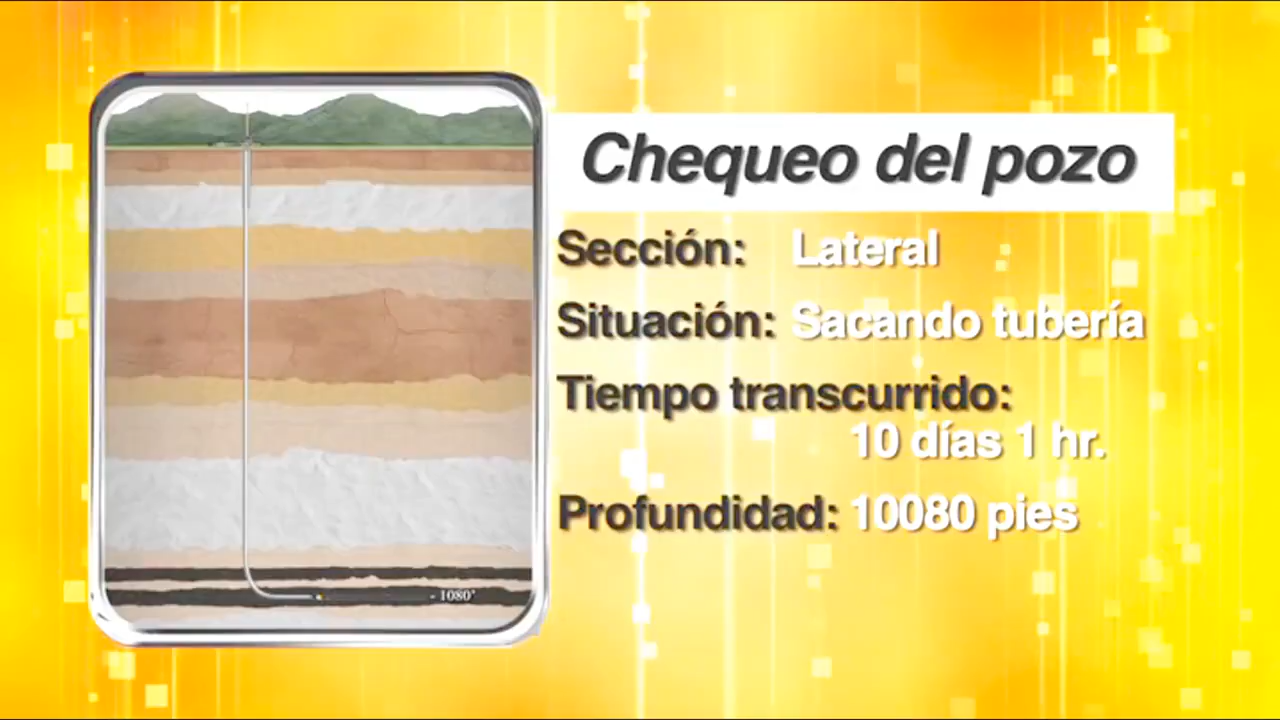 Chequeo del pozo
Sección: Lateral
Situación: Sacando tubería
Tiempo transcurrido:
10 días 1 hr.
Profundidad: 10080 pies
- 1080'